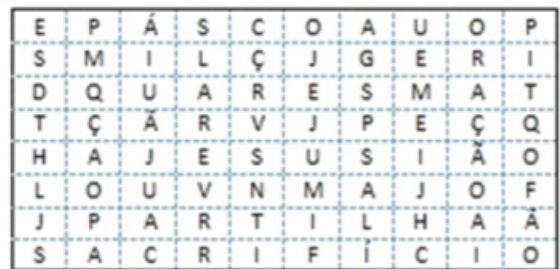 E P Á S C O A U O P
S M I L Ç J G E R I
D Q U A R E S M A T
T Ç Ã R V J P E Ç Q
H A J E S U S I Ã O
L O U V N M A J O F
J P A R T I L H A Ã
S A C R I F Í C I O